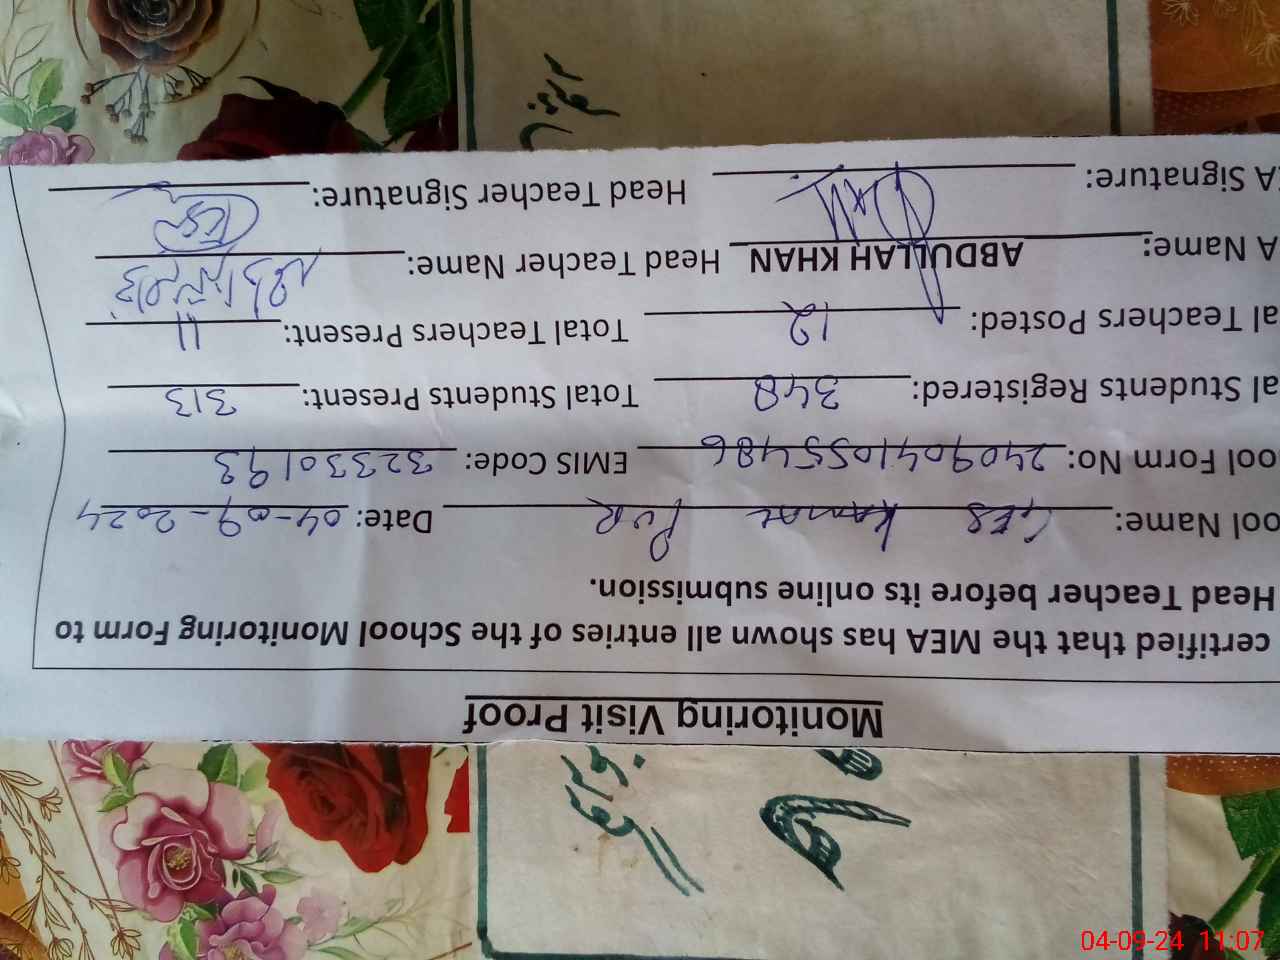 Monitoring Visit Proof
certified that the MEA has shown all entries of the School Monitoring Form to
Head Teacher before its online submission.
ool Name: GES Kamal PUR Date: 04-09-2024
ool Form No: 2409041055486 EMIS Code: 32330193
al Students Registered: 348 Total Students Present: 313
al Teachers Posted: 12 Total Teachers Present: 11
A Name: ABDULLAH KHAN Head Teacher Name:
EA Signature: Head Teacher Signature:
04-09-24 11:07